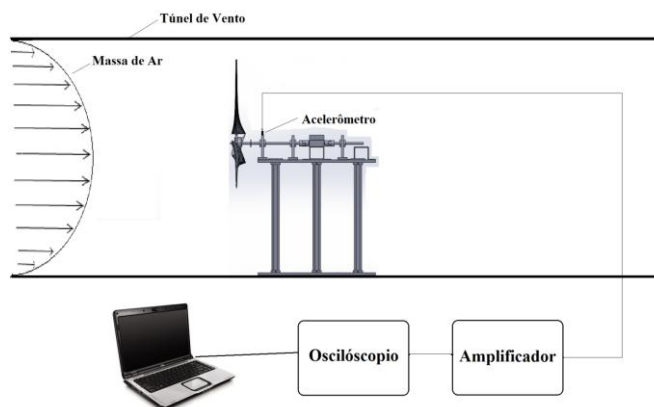 Túnel de Vento
Massa de Ar
Acelerômetro
Osciloscópio
Amplificador